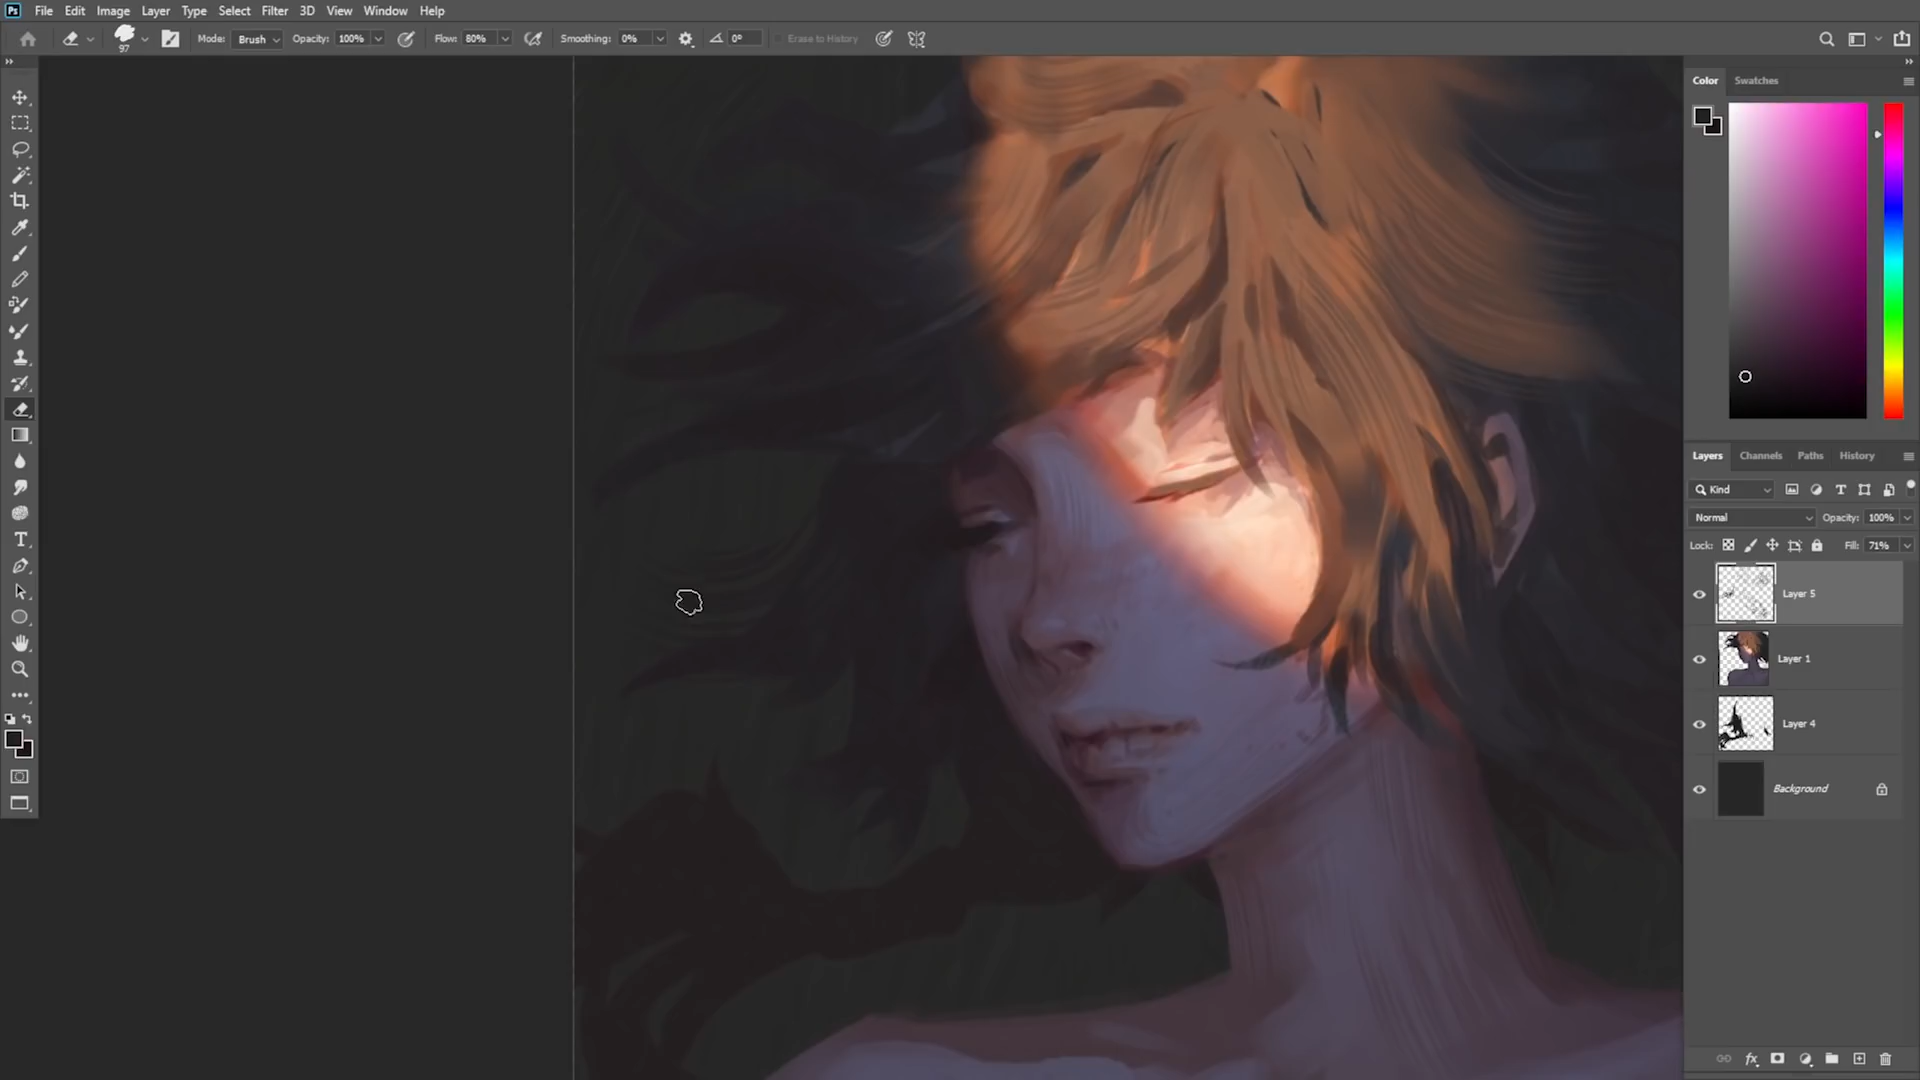 Ps File Edit Image Layer Type Select Filter 3D View Window Help
97 Mode: Brush Opacity: 100% Flow: 80% Smoothing: 0% 0° Erase to History
Color Swatches
Layers Channels Paths History
Kind
Normal Opacity: 100%
Lock: Fill: 71%
Layer 5
Layer 1
Layer 4
Background
fx